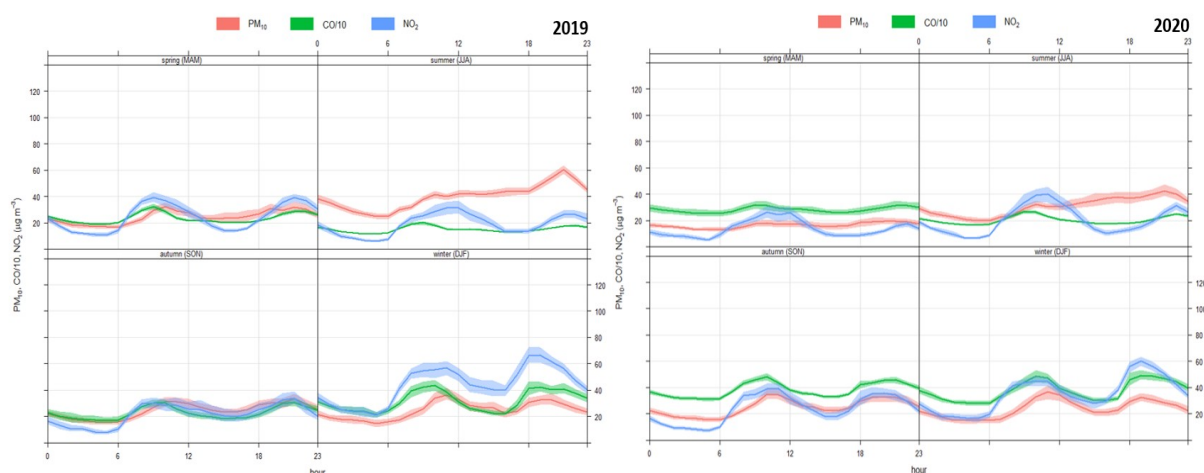 PM₁₀ CO/10 NO₂ 2019
0 6 12 18 23
spring (MAM) summer (JJA)
120
100
80
60
40
20
autumn (SON) winter (DJF)
120
100
80
60
40
20
0 6 12 18 23
hour
PM₁₀, CO/10, NO₂ (µg m⁻³)
PM₁₀ CO/10 NO₂ 2020
0 6 12 18 23
spring (MAM) summer (JJA)
120
100
80
60
40
20
autumn (SON) winter (DJF)
120
100
80
60
40
20
0 6 12 18 23
hour
PM₁₀, CO/10, NO₂ (µg m⁻³)